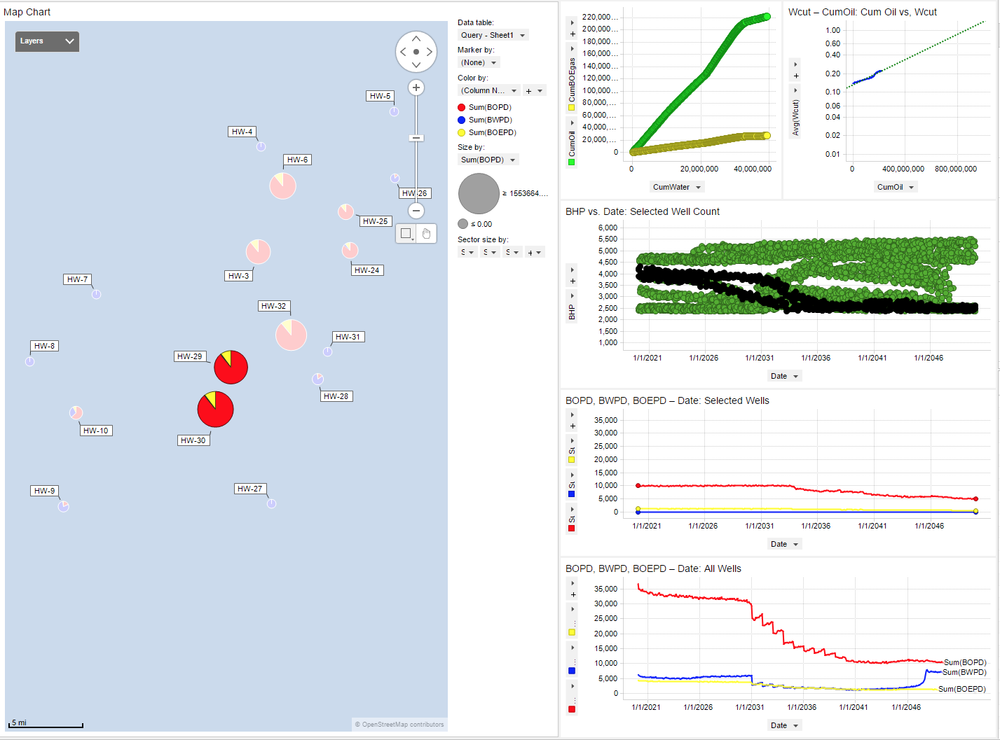 Map Chart
Layers
HW-5
HW-4
HW-6
HW-26
HW-25
HW-3
HW-24
HW-7
HW-32
HW-31
HW-8
HW-29
HW-28
HW-10
HW-30
HW-9
HW-27
5 mi
© OpenStreetMap contributors
Data table:
Query - Sheet1
Marker by:
(None)
Color by:
(Column N...
+
Sum(BOPD)
Sum(BWPD)
Sum(BOEPD)
Size by:
Sum(BOPD)
≥ 1553664....
≤ 0.00
Sector size by:
S S S +
+
CumBOEgas
CumOil
220,000...
200,000...
180,000...
160,000...
140,000...
120,000...
100,000...
80,000,...
60,000,...
40,000,...
20,000,...
0
0 20,000,000 40,000,000
CumWater
Wcut – CumOil: Cum Oil vs, Wcut
+
Avg(Wcut)
1.00
0.60
0.40
0.20
0.10
0.06
0.04
0.02
0.01
0 400,000,000 800,000,000
CumOil
BHP vs. Date: Selected Well Count
+
BHP
6,000
5,500
5,000
4,500
4,000
3,500
3,000
2,500
2,000
1,500
1,000
1/1/2021 1/1/2026 1/1/2031 1/1/2036 1/1/2041 1/1/2046
Date
BOPD, BWPD, BOEPD – Date: Selected Wells
+
35,000
30,000
25,000
20,000
15,000
10,000
5,000
0
1/1/2021 1/1/2026 1/1/2031 1/1/2036 1/1/2041 1/1/2046
Date
BOPD, BWPD, BOEPD – Date: All Wells
+
35,000
30,000
25,000
20,000
15,000
10,000
5,000
0
Sum(BOPD)
Sum(BWPD)
Sum(BOEPD)
1/1/2021 1/1/2026 1/1/2031 1/1/2036 1/1/2041 1/1/2046
Date